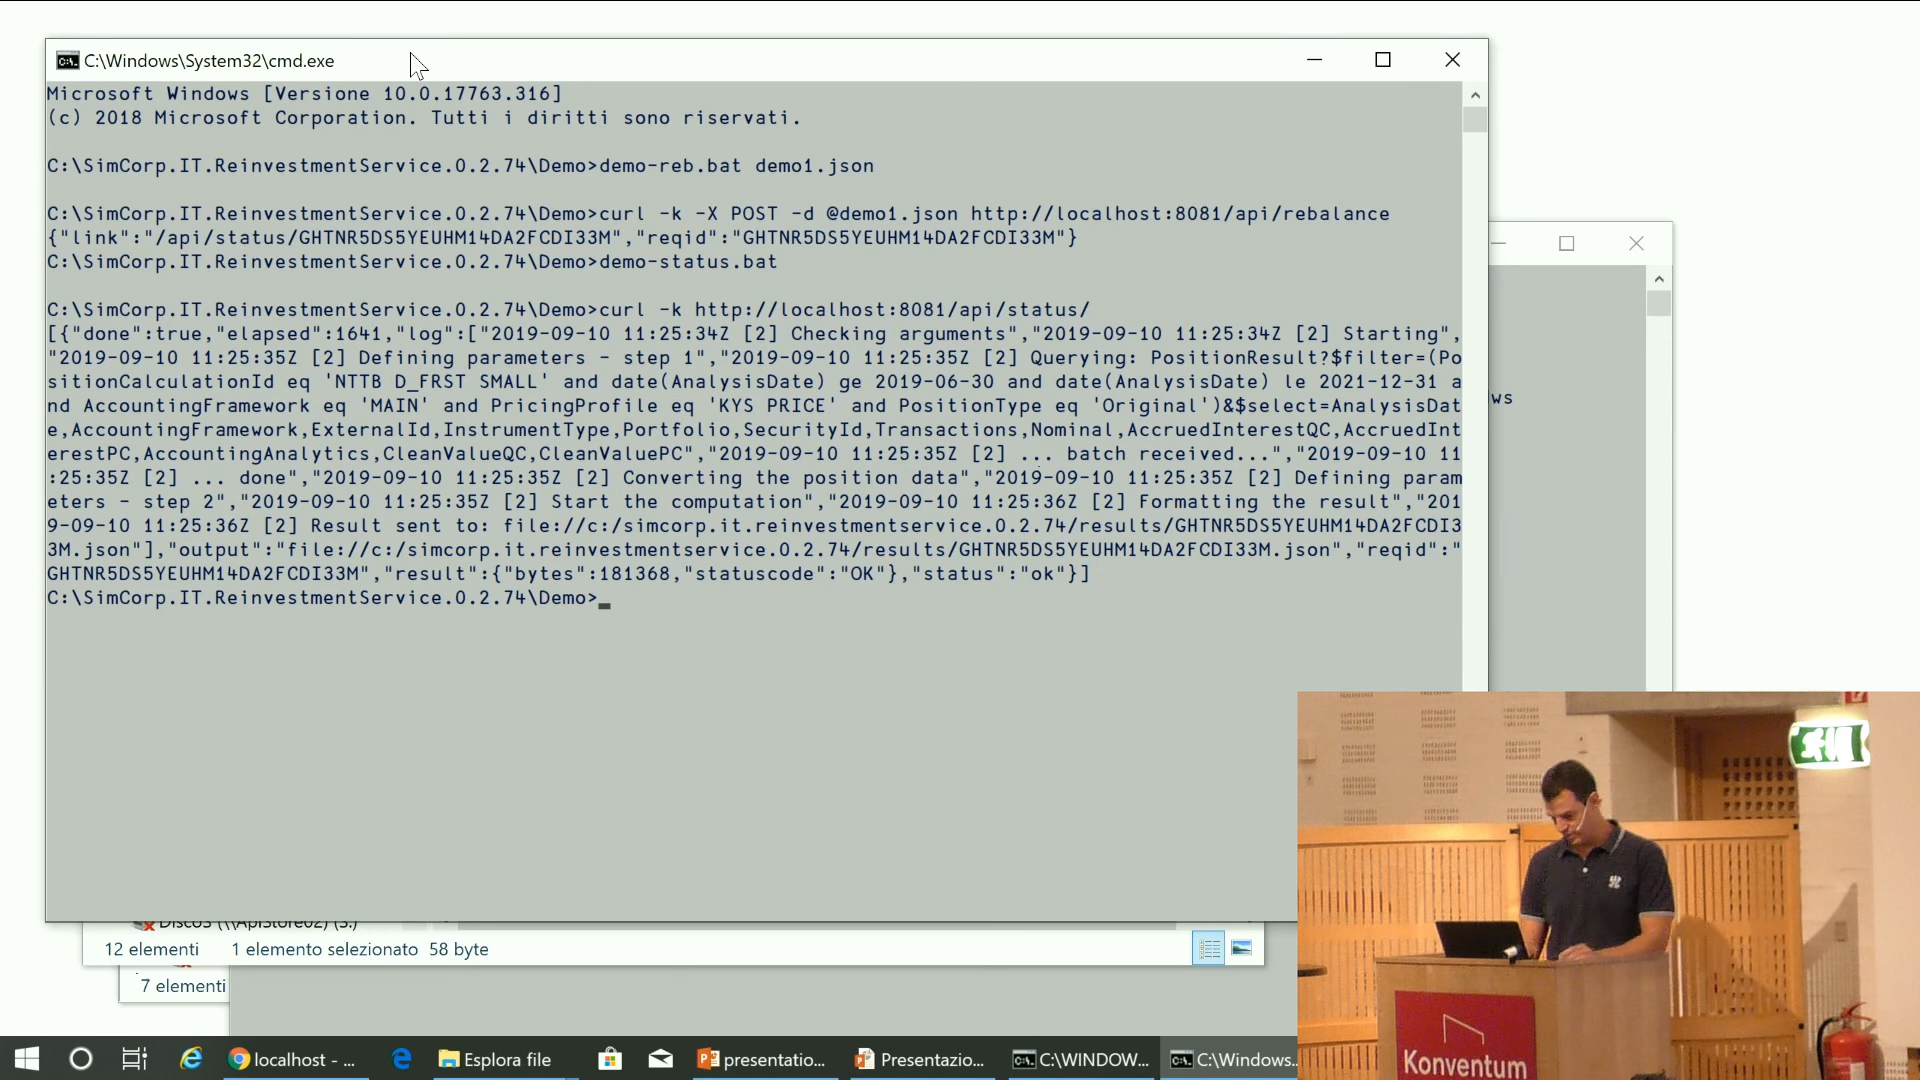 C:\Windows\System32\cmd.exe
Microsoft Windows [Versione 10.0.17763.316]
(c) 2018 Microsoft Corporation. Tutti i diritti sono riservati.
C:\SimCorp.IT.ReinvestmentService.0.2.74\Demo>demo-reb.bat demo1.json
C:\SimCorp.IT.ReinvestmentService.0.2.74\Demo>curl -k -X POST -d @demo1.json http://localhost:8081/api/rebalance
{"link":"/api/status/GHTNR5DS5YEUHM14DA2FCDI33M","reqid":"GHTNR5DS5YEUHM14DA2FCDI33M"}
C:\SimCorp.IT.ReinvestmentService.0.2.74\Demo>demo-status.bat
C:\SimCorp.IT.ReinvestmentService.0.2.74\Demo>curl -k http://localhost:8081/api/status/
[{"done":true,"elapsed":1641,"log":["2019-09-10 11:25:34Z [2] Checking arguments","2019-09-10 11:25:34Z [2] Starting",
"2019-09-10 11:25:35Z [2] Defining parameters - step 1","2019-09-10 11:25:35Z [2] Querying: PositionResult?$filter=(Po
sitionCalculationId eq 'NTTB D_FRST SMALL' and date(AnalysisDate) ge 2019-06-30 and date(AnalysisDate) le 2021-12-31 a
nd AccountingFramework eq 'MAIN' and PricingProfile eq 'KYS PRICE' and PositionType eq 'Original')&$select=AnalysisDat
e,AccountingFramework,ExternalId,InstrumentType,Portfolio,SecurityId,Transactions,Nominal,AccruedInterestQC,AccruedInt
erestPC,AccountingAnalytics,CleanValueQC,CleanValuePC","2019-09-10 11:25:35Z [2] ... batch received...","2019-09-10 11
:25:35Z [2] ... done","2019-09-10 11:25:35Z [2] Converting the position data","2019-09-10 11:25:35Z [2] Defining param
eters - step 2","2019-09-10 11:25:35Z [2] Start the computation","2019-09-10 11:25:36Z [2] Formatting the result","201
9-09-10 11:25:36Z [2] Result sent to: file://c:/simcorp.it.reinvestmentservice.0.2.74/results/GHTNR5DS5YEUHM14DA2FCDI3
3M.json"],"output":"file://c:/simcorp.it.reinvestmentservice.0.2.74/results/GHTNR5DS5YEUHM14DA2FCDI33M.json","reqid":"
GHTNR5DS5YEUHM14DA2FCDI33M","result":{"bytes":181368,"statuscode":"OK"},"status":"ok"}]
C:\SimCorp.IT.ReinvestmentService.0.2.74\Demo>
ws
12 elementi 1 elemento selezionato 58 byte
7 elementi
localhost - ...
Esplora file
presentatio...
Presentazio...
C:\WINDOW...
C:\Windows...
Konventum